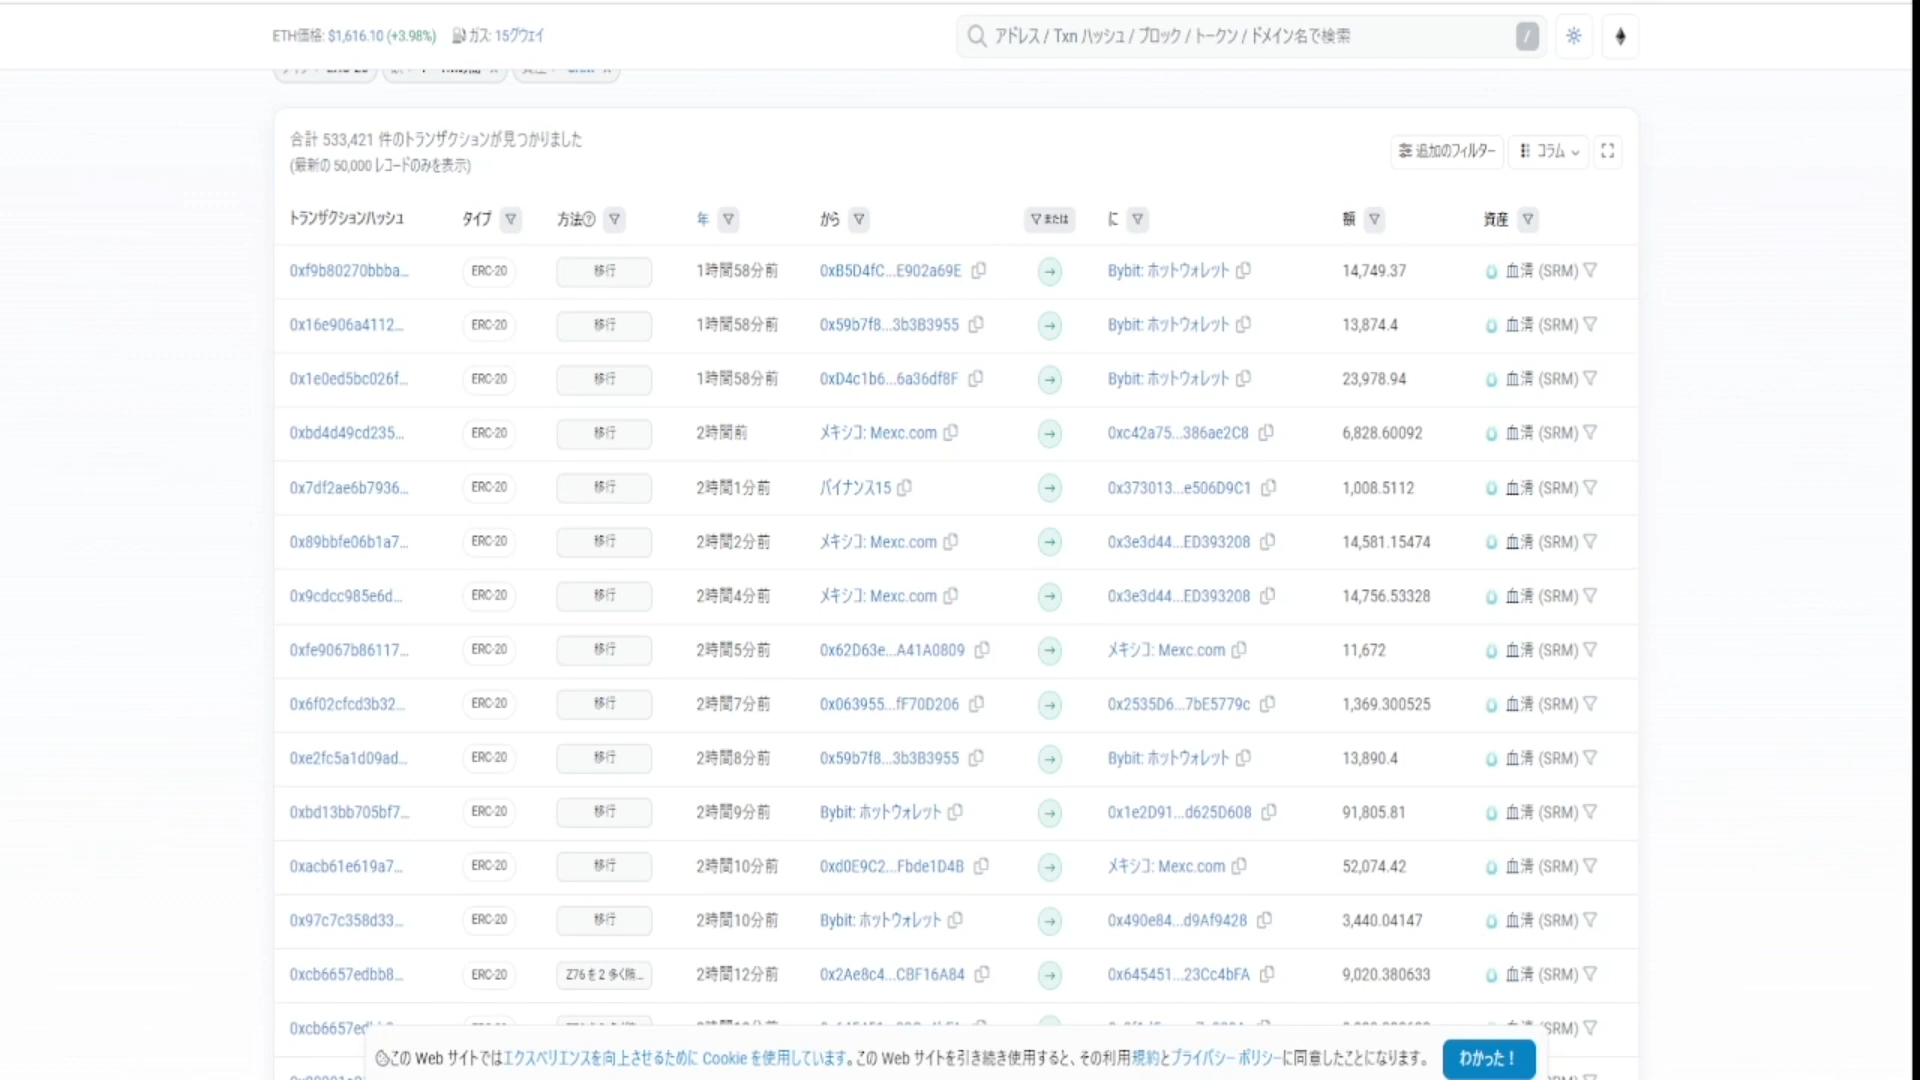 ETH価格: $1,616.10 (+3.98%) ガス: 15グウェイ
アドレス / Txn ハッシュ / ブロック / トークン / ドメイン名で検索 /
合計 533,421 件のトランザクションが見つかりました
(最新の 50,000 レコードのみを表示)
追加のフィルター コラム
トランザクションハッシュ タイプ 方法 年 から または に 額 資産
0xf9b80270bbba... ERC-20 移行 1時間58分前 0xB5D4fC...E902a69E Bybit: ホットウォレット 14,749.37 血清 (SRM)
0x16e906a4112... ERC-20 移行 1時間58分前 0x59b7f8...3b3B3955 Bybit: ホットウォレット 13,874.4 血清 (SRM)
0x1e0ed5bc026f... ERC-20 移行 1時間58分前 0xD4c1b6...6a36df8F Bybit: ホットウォレット 23,978.94 血清 (SRM)
0xbd4d49cd235... ERC-20 移行 2時間前 メキシコ: Mexc.com 0xc42a75...386ae2C8 6,828.60092 血清 (SRM)
0x7df2ae6b7936... ERC-20 移行 2時間1分前 バイナンス15 0x373013...e506D9C1 1,008.5112 血清 (SRM)
0x89bbfe06b1a7... ERC-20 移行 2時間2分前 メキシコ: Mexc.com 0x3e3d44...ED393208 14,581.15474 血清 (SRM)
0x9cdcc985e6d... ERC-20 移行 2時間4分前 メキシコ: Mexc.com 0x3e3d44...ED393208 14,756.53328 血清 (SRM)
0xfe9067b86117... ERC-20 移行 2時間5分前 0x62D63e...A41A0809 メキシコ: Mexc.com 11,672 血清 (SRM)
0x6f02cfcd3b32... ERC-20 移行 2時間7分前 0x063955...fF70D206 0x2535D6...7bE5779c 1,369.300525 血清 (SRM)
0xe2fc5a1d09ad... ERC-20 移行 2時間8分前 0x59b7f8...3b3B3955 Bybit: ホットウォレット 13,890.4 血清 (SRM)
0xbd13bb705bf7... ERC-20 移行 2時間9分前 Bybit: ホットウォレット 0x1e2D91...d625D608 91,805.81 血清 (SRM)
0xacb61e619a7... ERC-20 移行 2時間10分前 0xd0E9C2...Fbde1D4B メキシコ: Mexc.com 52,074.42 血清 (SRM)
0x97c7c358d33... ERC-20 移行 2時間10分前 Bybit: ホットウォレット 0x490e84...d9Af9428 3,440.04147 血清 (SRM)
0xcb6657edbb8... ERC-20 Z76 を 2 多く賄... 2時間12分前 0x2Ae8c4...CBF16A84 0x645451...23Cc4bFA 9,020.380633 血清 (SRM)
0xcb6657ed (SRM)
この Web サイトではエクスペリエンスを向上させるために Cookie を使用しています。この Web サイトを引き続き使用すると、その利用規約とプライバシー ポリシーに同意したことになります。 わかった！